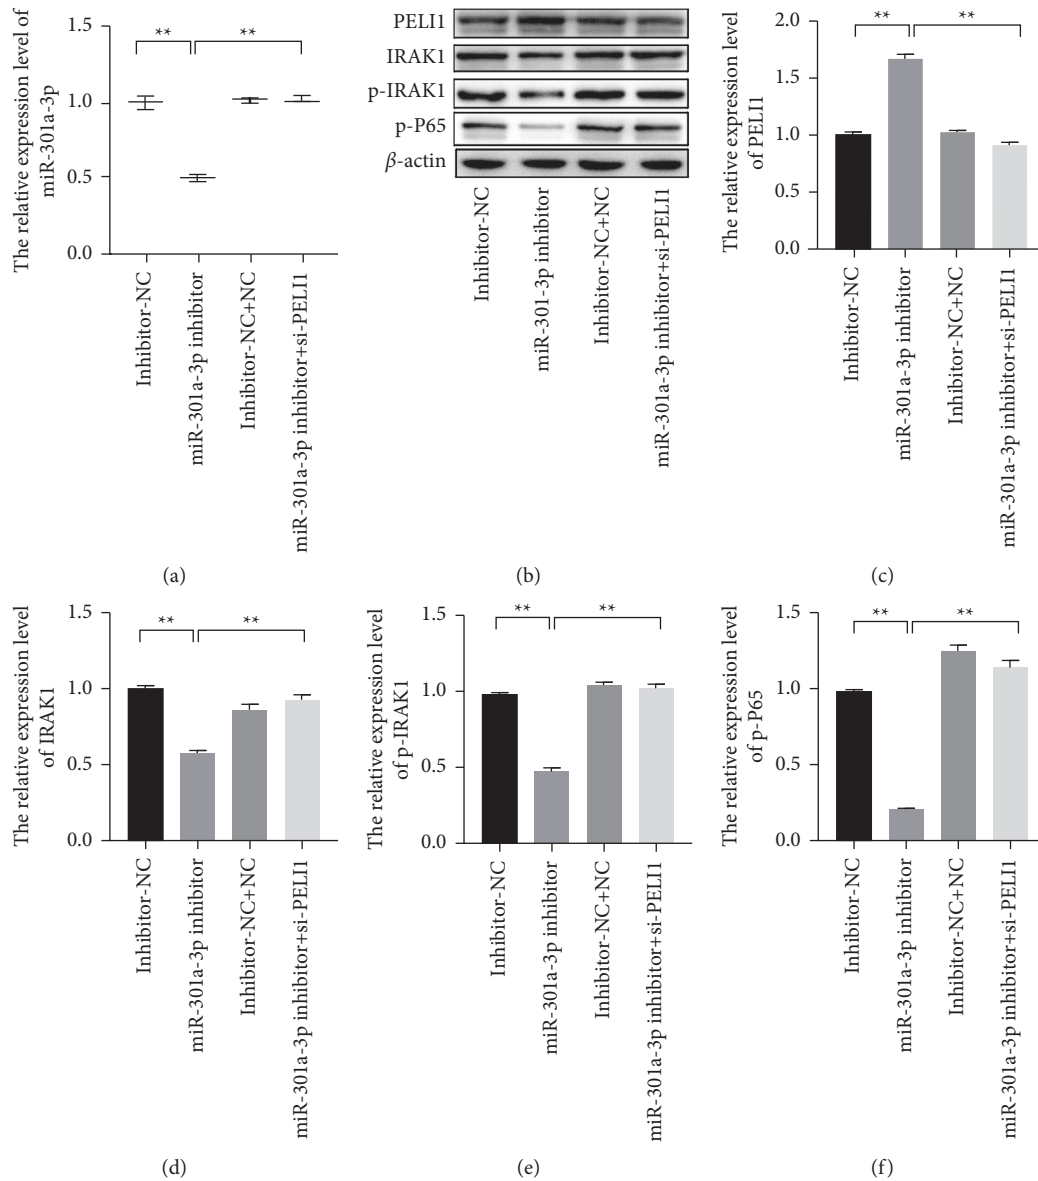 The relative expression level of
miR-301a-3p
1.5
1.0
0.5
0.0
**
**
Inhibitor-NC
miR-301a-3p inhibitor
Inhibitor-NC+NC
miR-301a-3p inhibitor+si-PELI1
(a)
PELI1
IRAK1
p-IRAK1
p-P65
β-actin
Inhibitor-NC
miR-301-3p inhibitor
Inhibitor-NC+NC
miR-301a-3p inhibitor+si-PELI1
(b)
The relative expression level
of PELI1
2.0
1.5
1.0
0.5
0.0
**
**
Inhibitor-NC
miR-301a-3p inhibitor
Inhibitor-NC+NC
miR-301a-3p inhibitor+si-PELI1
(c)
The relative expression level
of IRAK1
1.5
1.0
0.5
0.0
**
**
Inhibitor-NC
miR-301a-3p inhibitor
Inhibitor-NC+NC
miR-301a-3p inhibitor+si-PELI1
(d)
The relative expression level
of p-IRAK1
1.5
1.0
0.5
0.0
**
**
Inhibitor-NC
miR-301a-3p inhibitor
Inhibitor-NC+NC
miR-301a-3p inhibitor+si-PELI1
(e)
The relative expression level
of p-P65
1.5
1.0
0.5
0.0
**
**
Inhibitor-NC
miR-301a-3p inhibitor
Inhibitor-NC+NC
miR-301a-3p inhibitor+si-PELI1
(f)